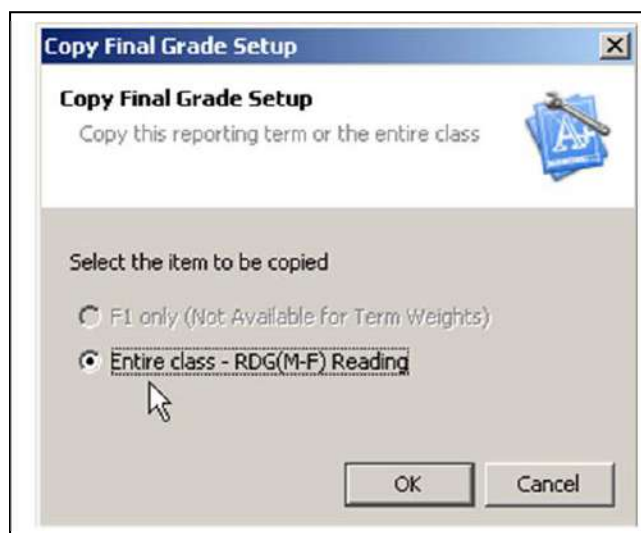 Copy Final Grade Setup
Copy Final Grade Setup
Copy this reporting term or the entire class
A+
Select the item to be copied
F1 only (Not Available for Term Weights)
Entire class - RDG(M-F) Reading
OK Cancel